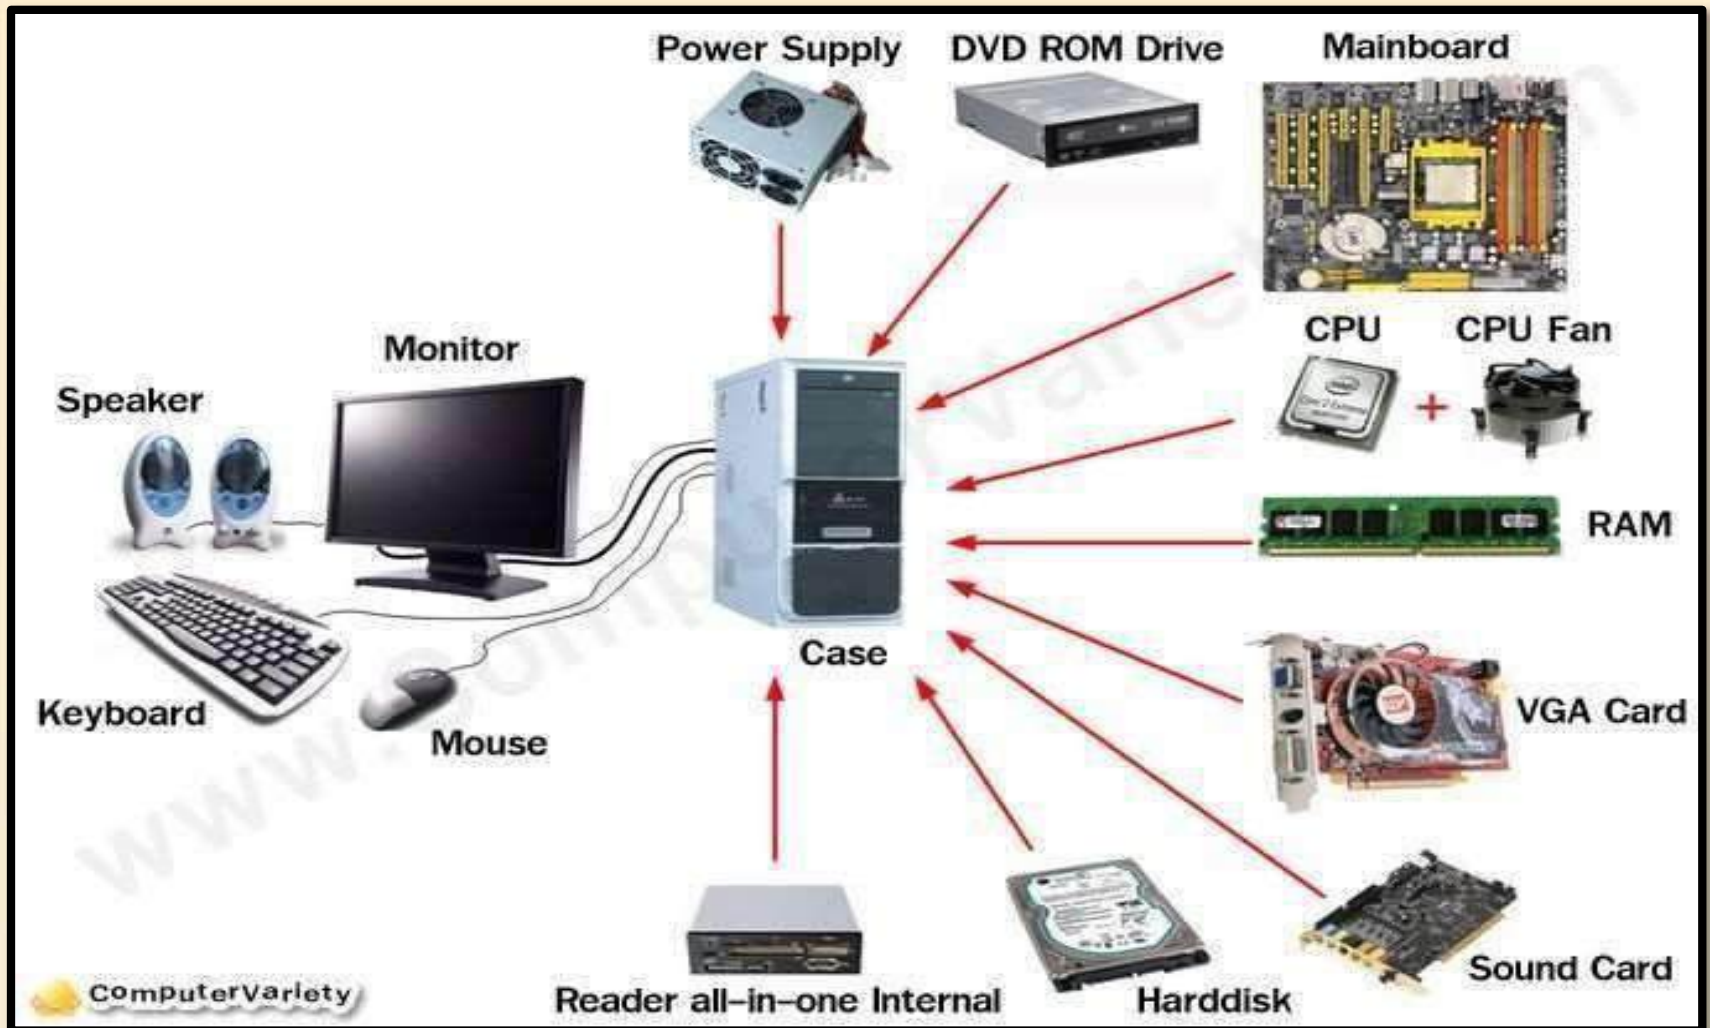 Power Supply
DVD ROM Drive
Mainboard
CPU
CPU Fan
Monitor
Speaker
RAM
Case
Keyboard
Mouse
VGA Card
Sound Card
Reader all-in-one Internal
Harddisk
ComputerVariety